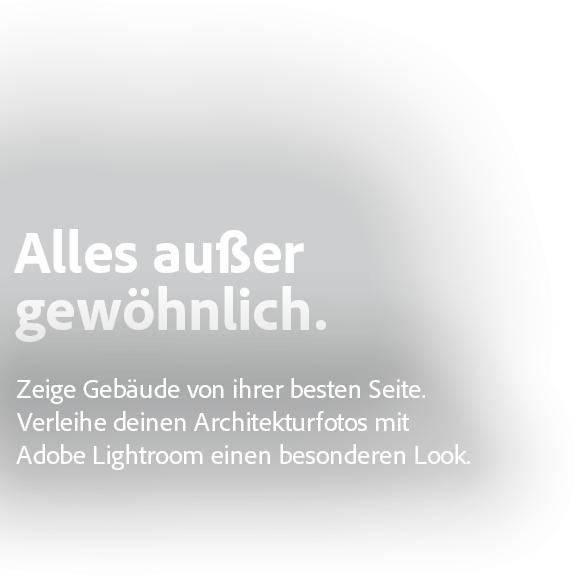 Alles außer
gewöhnlich.
Zeige Gebäude von ihrer besten Seite.
Verleihe deinen Architekturfotos mit
Adobe Lightroom einen besonderen Look.